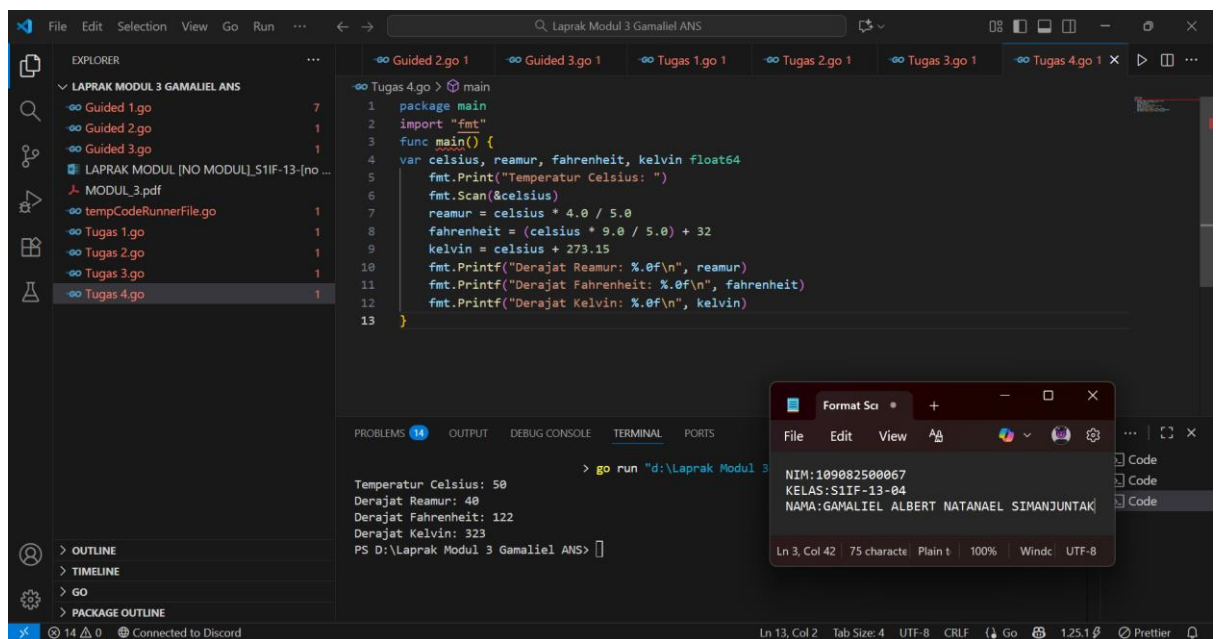 File Edit Selection View Go Run ···
Laprak Modul 3 Gamaliel ANS
EXPLORER
LAPRAK MODUL 3 GAMALIEL ANS
Guided 1.go 7
Guided 2.go 1
Guided 3.go 1
LAPRAK MODUL [NO MODUL]_S1IF-13-[no ...
MODUL_3.pdf
tempCodeRunnerFile.go 1
Tugas 1.go 1
Tugas 2.go 1
Tugas 3.go 1
Tugas 4.go 1
OUTLINE
TIMELINE
GO
PACKAGE OUTLINE
Guided 2.go 1 Guided 3.go 1 Tugas 1.go 1 Tugas 2.go 1 Tugas 3.go 1 Tugas 4.go 1
Tugas 4.go > main
1 package main
2 import "fmt"
3 func main() {
4 var celsius, reamur, fahrenheit, kelvin float64
5 fmt.Print("Temperatur Celsius: ")
6 fmt.Scan(&celsius)
7 reamur = celsius * 4.0 / 5.0
8 fahrenheit = (celsius * 9.0 / 5.0) + 32
9 kelvin = celsius + 273.15
10 fmt.Printf("Derajat Reamur: %.0f\n", reamur)
11 fmt.Printf("Derajat Fahrenheit: %.0f\n", fahrenheit)
12 fmt.Printf("Derajat Kelvin: %.0f\n", kelvin)
13 }
PROBLEMS 14 OUTPUT DEBUG CONSOLE TERMINAL PORTS
> go run "d:\Laprak Modul 3
Temperatur Celsius: 50
Derajat Reamur: 40
Derajat Fahrenheit: 122
Derajat Kelvin: 323
PS D:\Laprak Modul 3 Gamaliel ANS>
Code
Code
Code
Format Scr
File Edit View
NIM:109082500067
KELAS:S1IF-13-04
NAMA:GAMALIEL ALBERT NATANAEL SIMANJUNTAK
Ln 3, Col 42 75 characte Plain t 100% Windc UTF-8
14 0 Connected to Discord
Ln 13, Col 2 Tab Size: 4 UTF-8 CRLF Go 1.25.1 Prettier